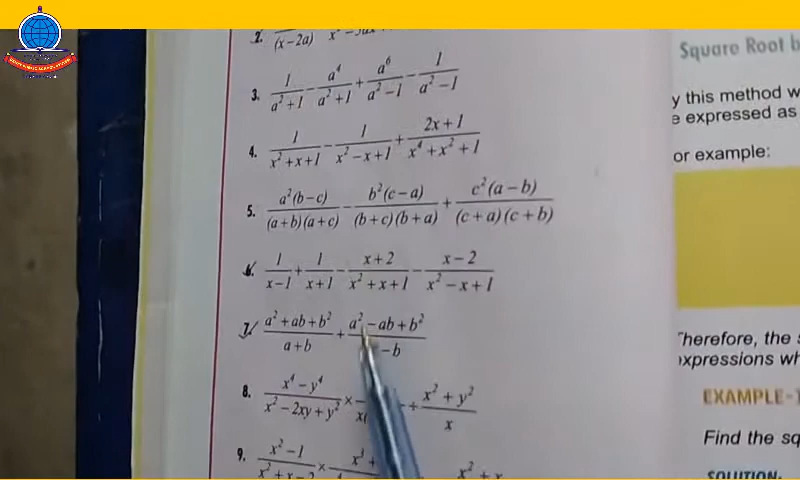 2. (x−2a)
3. 1/(a²+1) − a⁴/(a²+1) + a⁶/(a²−1) − 1/(a²−1)
4. 1/(x²+x+1) − 1/(x²−x+1) + (2x+1)/(x⁴+x²+1)
5. a²(b−c)/((a+b)(a+c)) − b²(c−a)/((b+c)(b+a)) + c²(a−b)/((c+a)(c+b))
6. 1/(x−1) + 1/(x+1) − (x+2)/(x²+x+1) − (x−2)/(x²−x+1)
7. (a²+ab+b²)/(a+b) + (a²−ab+b²)/(−b)
8. (x⁴−y⁴)/(x²−2xy+y²) × ÷ (x²+y²)/x
9. x²−1 ×
Square Root b
y this method w
e expressed as
or example:
Therefore, the s
xpressions wh
EXAMPLE-1
Find the sq
SOLUTION: